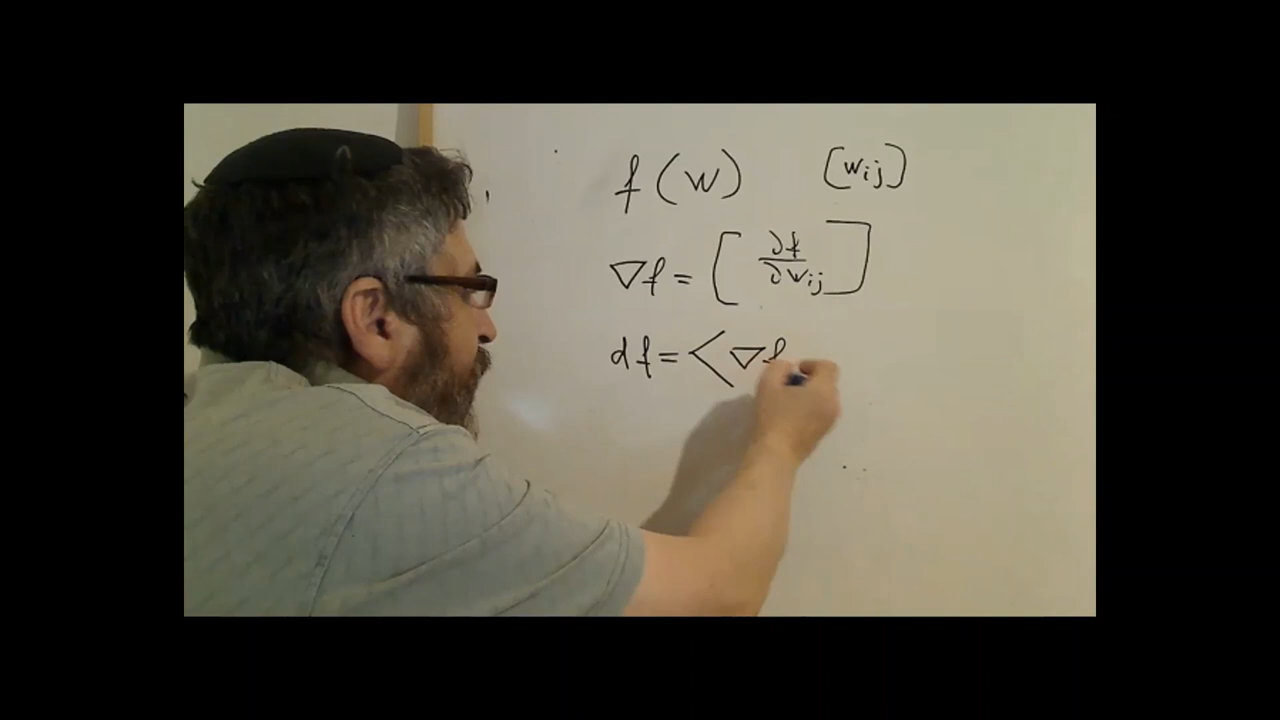 f(W) [wij]
∇f = [ ∂f/∂wij ]
df = < ∇f